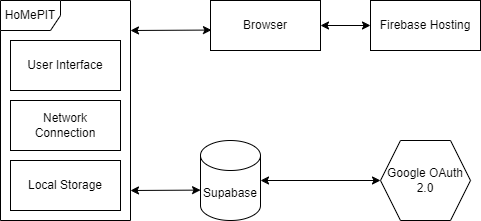 HoMePIT
Browser
Firebase Hosting
User Interface
Network
Connection
Local Storage
Supabase
Google OAuth
2.0